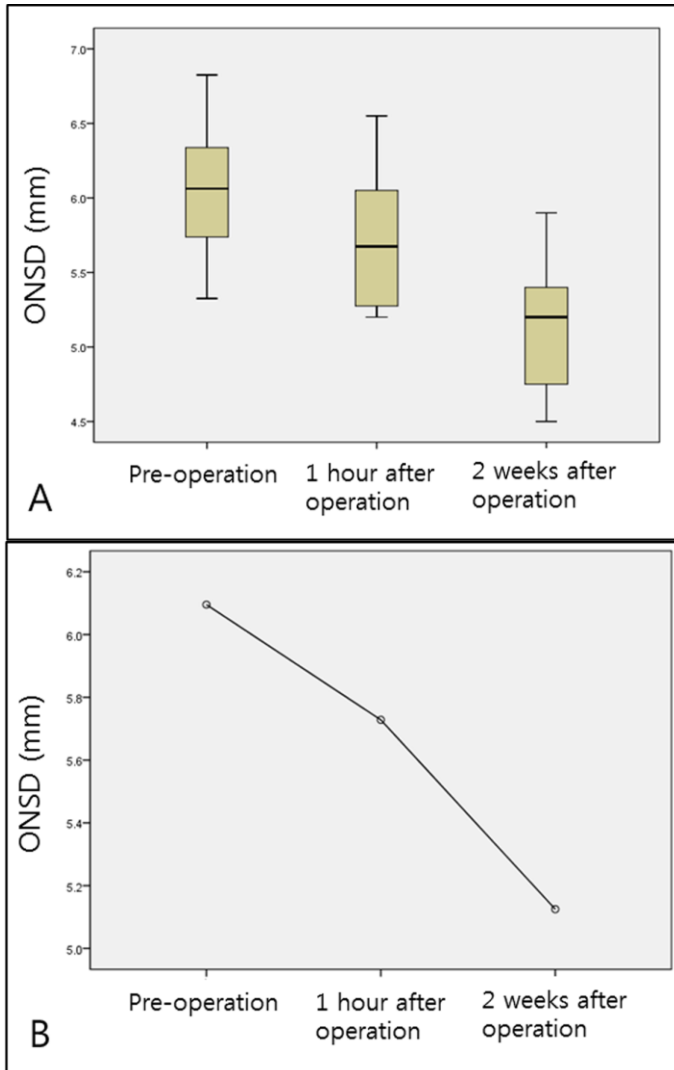 7.0
6.5
6.0
5.5
5.0
4.5
ONSD (mm)
Pre-operation
1 hour after
operation
2 weeks after
operation
A
6.2
6.0
5.8
5.6
5.4
5.2
5.0
ONSD (mm)
Pre-operation
1 hour after
operation
2 weeks after
operation
B